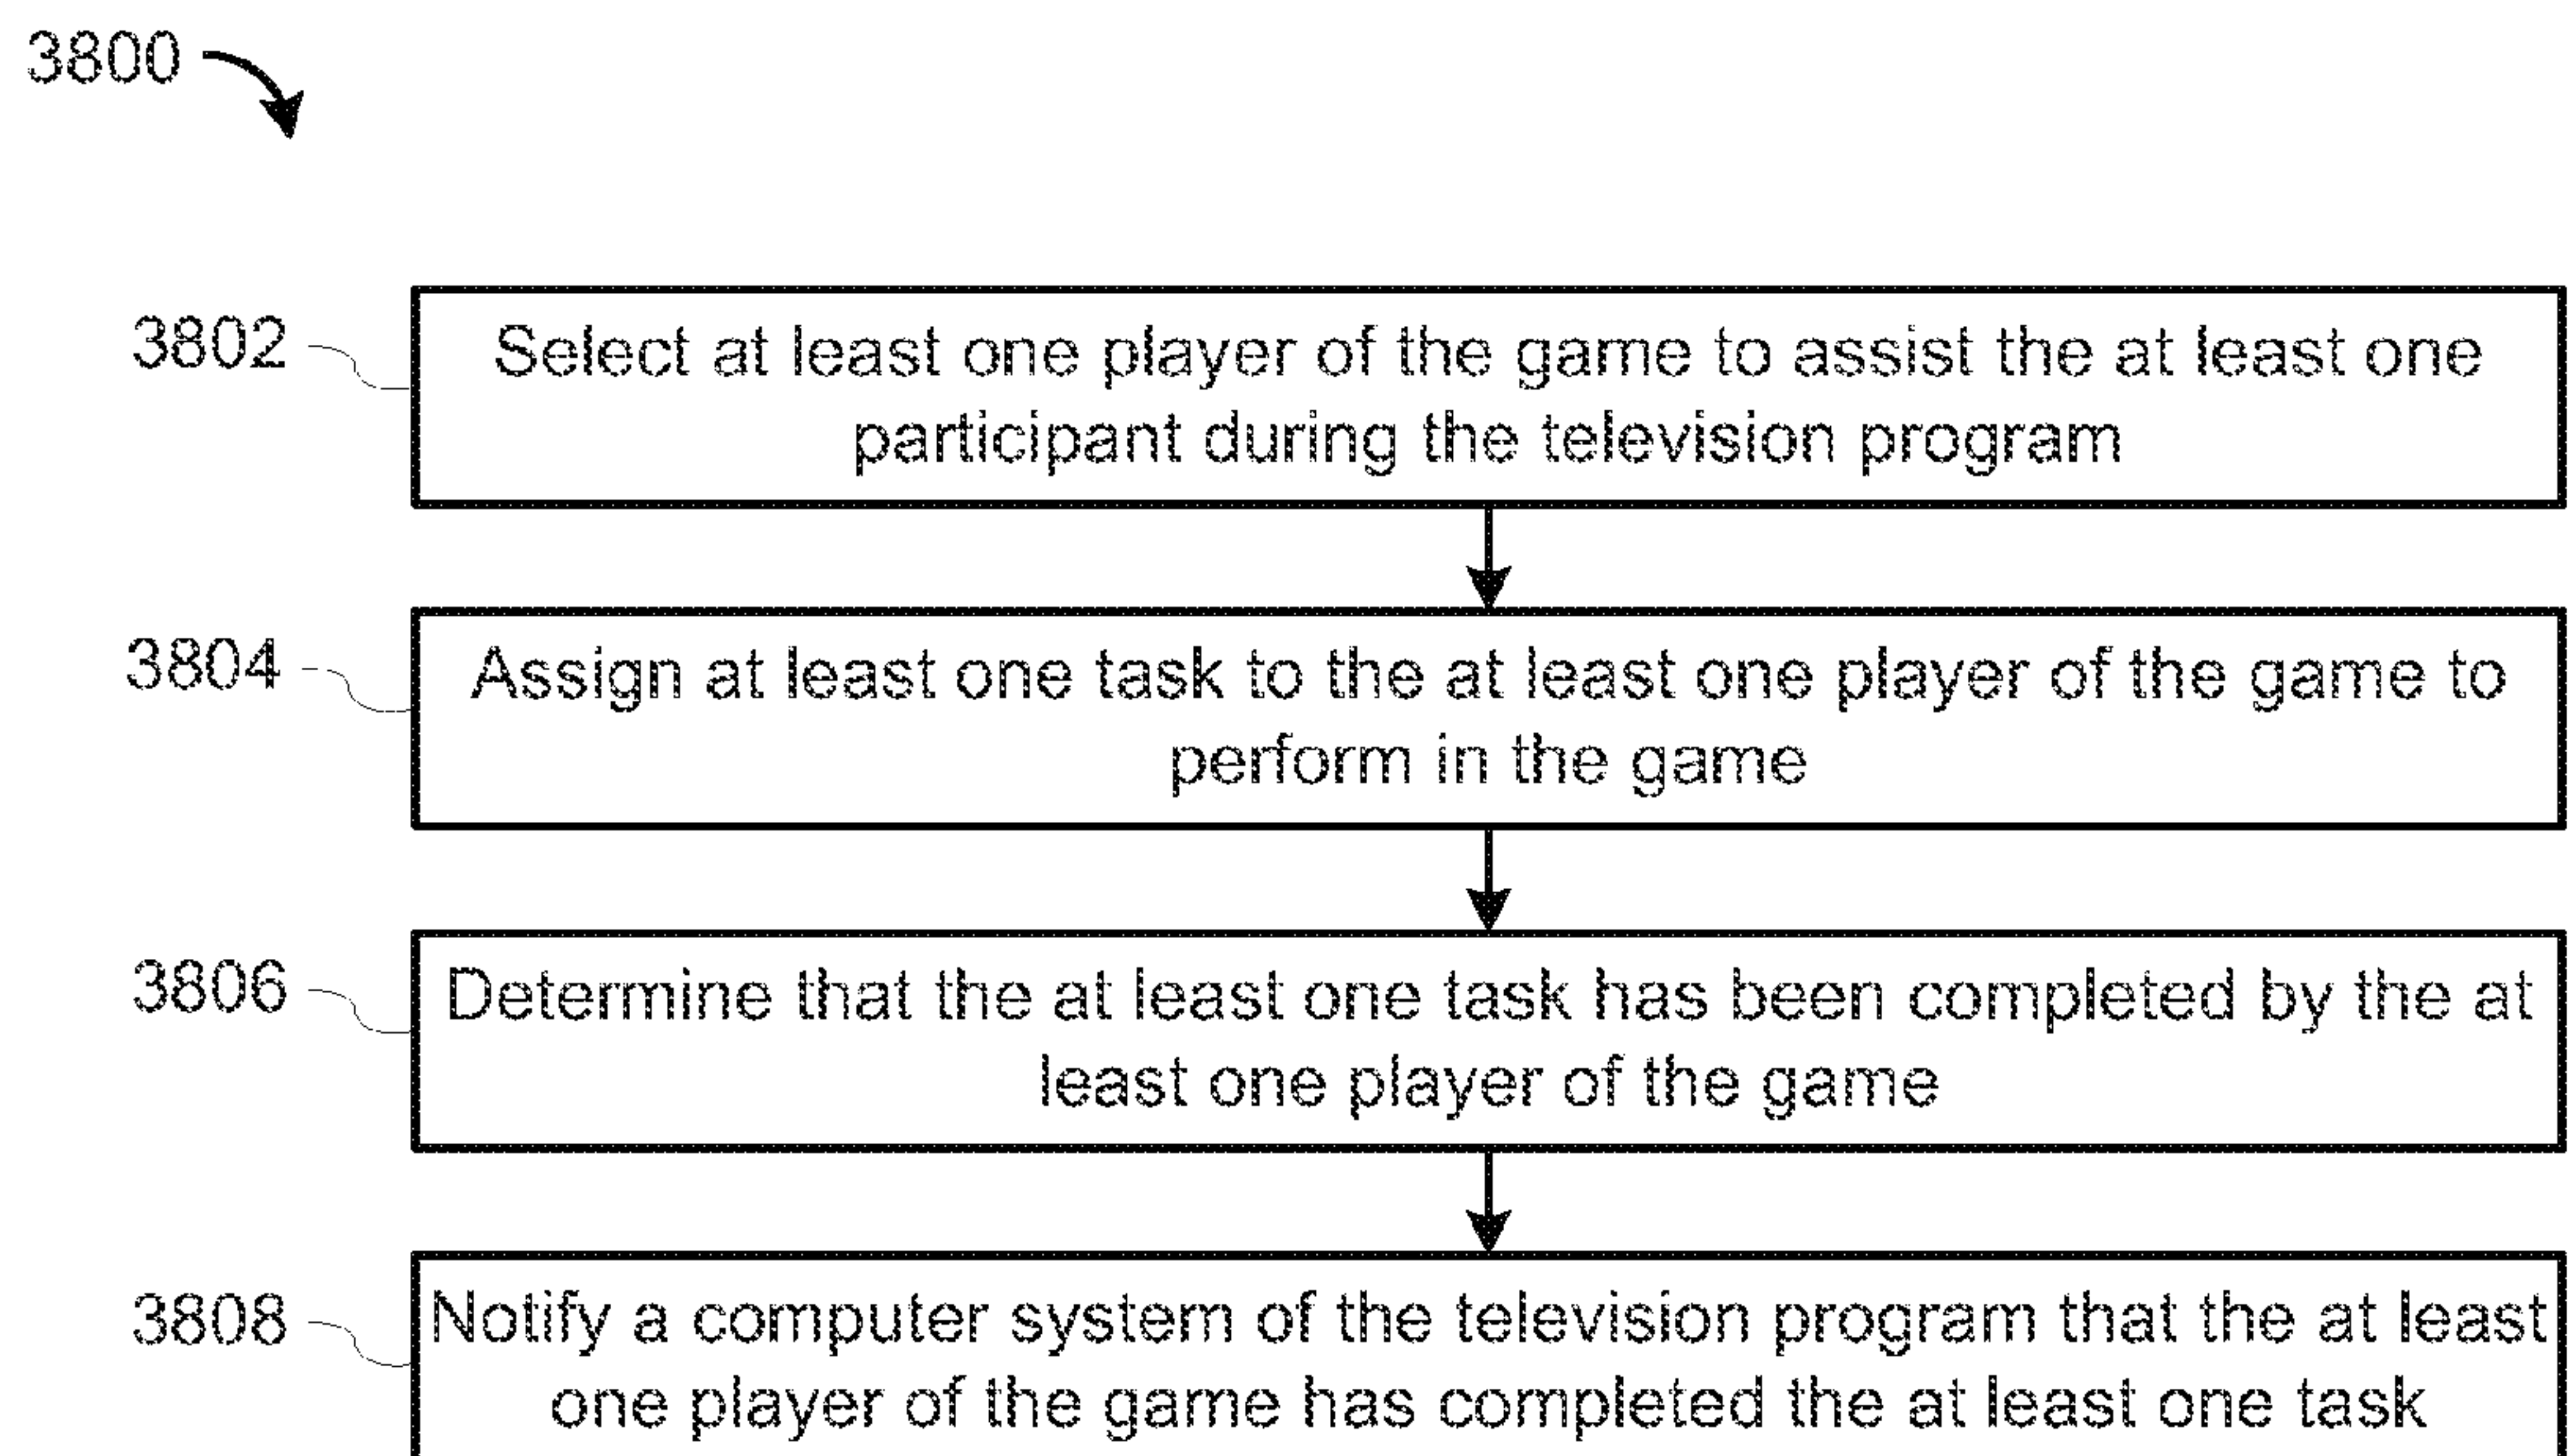 3800
3802
Select at least one player of the game to assist the at least one
participant during the television program
3804
Assign at least one task to the at least one player of the game to
perform in the game
3806
Determine that the at least one task has been completed by the at
least one player of the game
3808
Notify a computer system of the television program that the at least
one player of the game has completed the at least one task